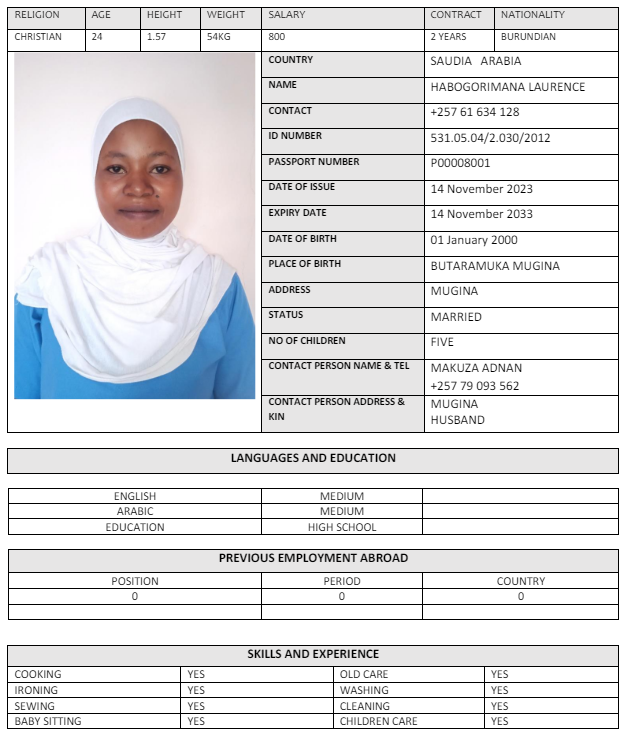 RELIGION AGE HEIGHT WEIGHT SALARY CONTRACT NATIONALITY
CHRISTIAN 24 1.57 54KG 800 2 YEARS BURUNDIAN
COUNTRY SAUDIA ARABIA
NAME HABOGORIMANA LAURENCE
CONTACT +257 61 634 128
ID NUMBER 531.05.04/2.030/2012
PASSPORT NUMBER P00008001
DATE OF ISSUE 14 November 2023
EXPIRY DATE 14 November 2033
DATE OF BIRTH 01 January 2000
PLACE OF BIRTH BUTARAMUKA MUGINA
ADDRESS MUGINA
STATUS MARRIED
NO OF CHILDREN FIVE
CONTACT PERSON NAME & TEL MAKUZA ADNAN
+257 79 093 562
CONTACT PERSON ADDRESS & MUGINA
KIN HUSBAND
LANGUAGES AND EDUCATION
ENGLISH MEDIUM
ARABIC MEDIUM
EDUCATION HIGH SCHOOL
PREVIOUS EMPLOYMENT ABROAD
POSITION PERIOD COUNTRY
0 0 0
SKILLS AND EXPERIENCE
COOKING YES OLD CARE YES
IRONING YES WASHING YES
SEWING YES CLEANING YES
BABY SITTING YES CHILDREN CARE YES